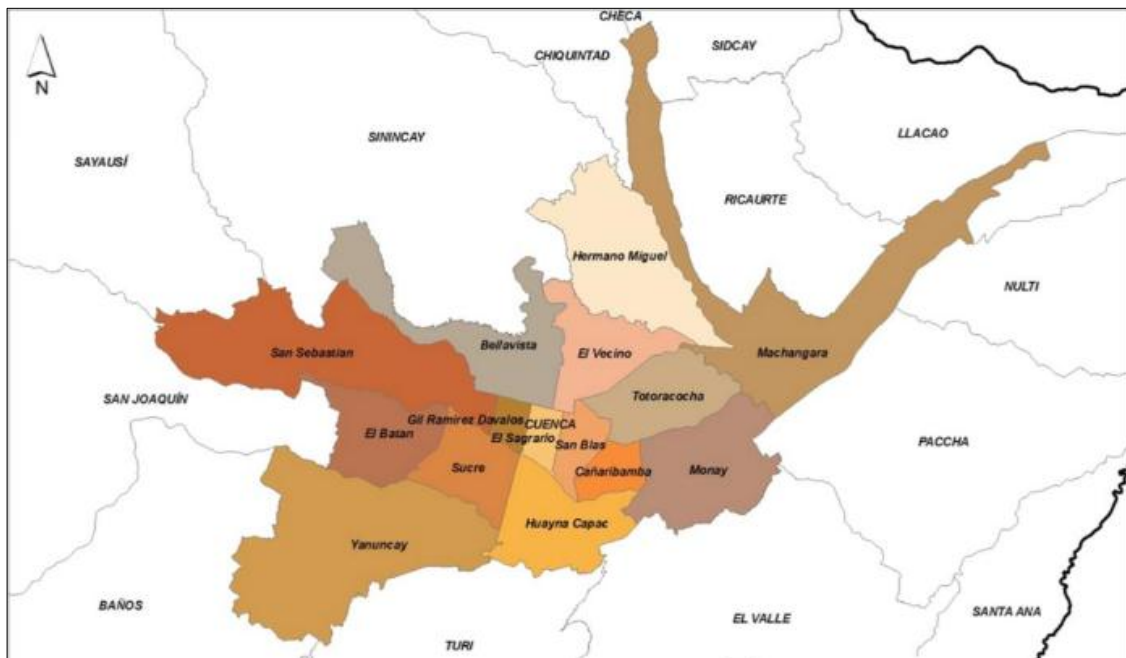 CHECA
CHIQUINTAD
SIDCAY
N
LLACAO
SININCAY
SAYAUSÍ
RICAURTE
Hermano Miguel
NULTI
Bellavista
El Vecino
San Sebastian
Machangara
SAN JOAQUÍN
Totoracocha
Gil Ramirez Davalos
CUENCA
El Batan
El Sagrario
San Blas
PACCHA
Sucre
Cañaribamba
Monay
Huayna Capac
Yanuncay
BAÑOS
SANTA ANA
EL VALLE
TURI